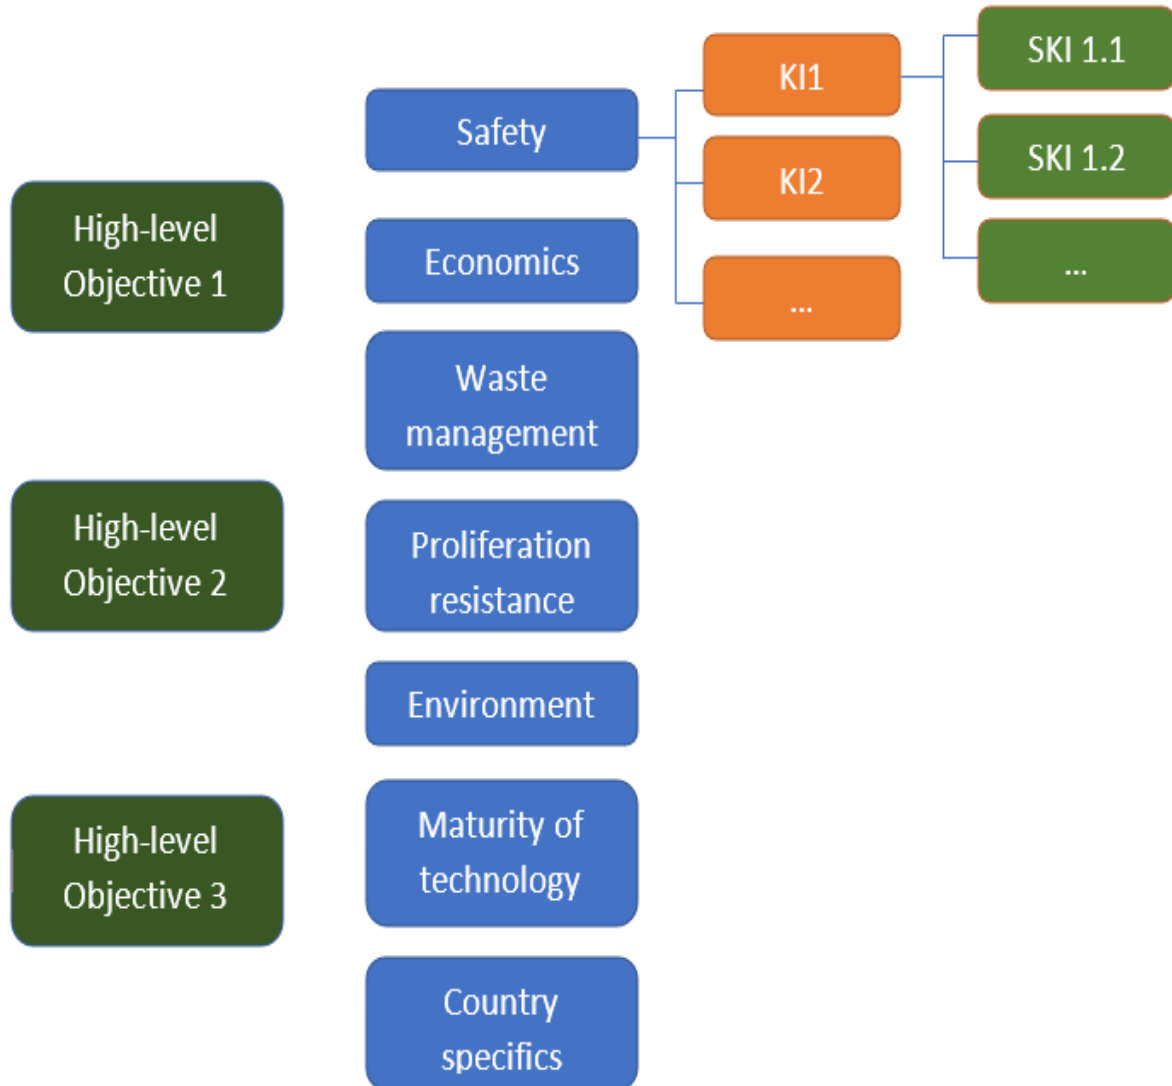 High-level
Objective 1
High-level
Objective 2
High-level
Objective 3
Safety
Economics
Waste
management
Proliferation
resistance
Environment
Maturity of
technology
Country
specifics
KI1
KI2
...
SKI 1.1
SKI 1.2
...